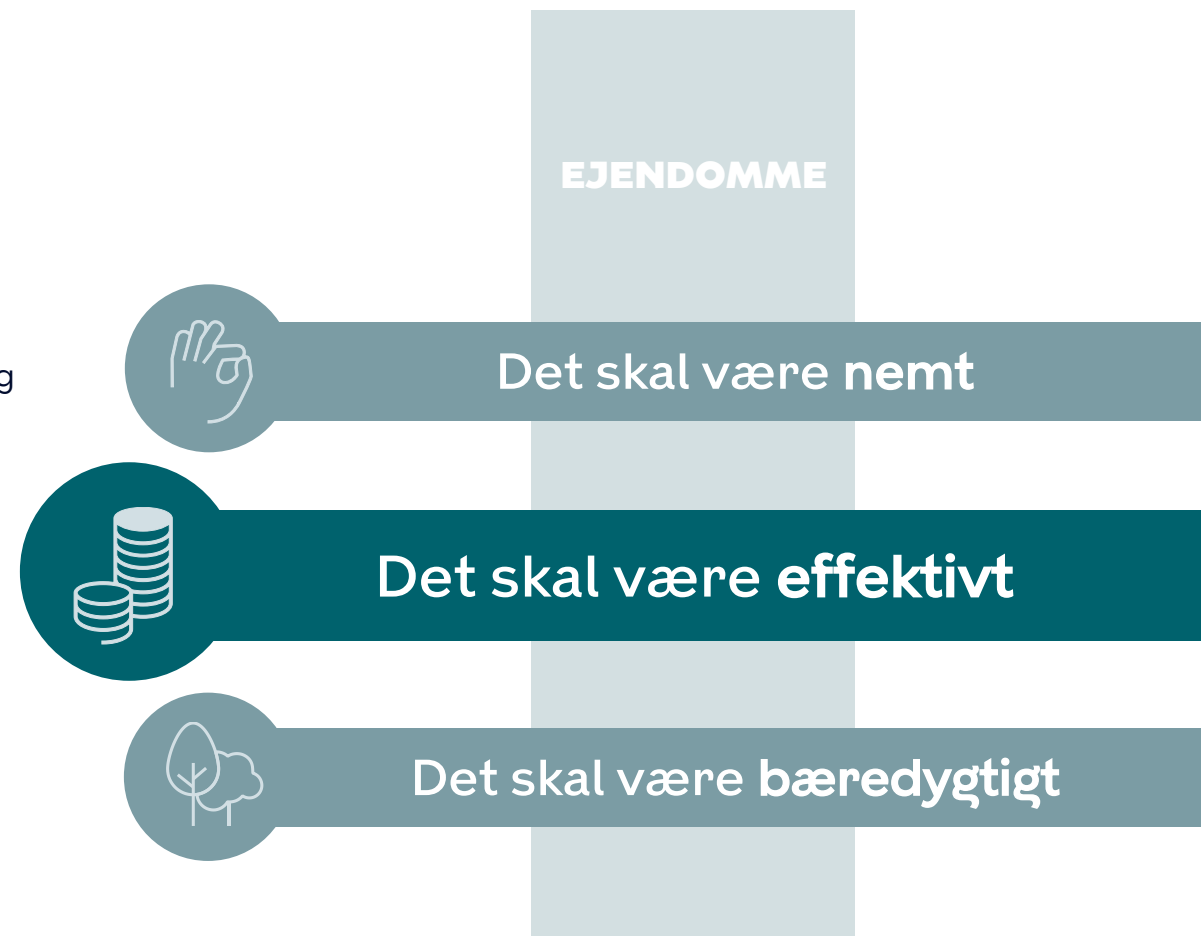 EJENDOMME
Det skal være nemt
g
Det skal være effektivt
Det skal være bæredygtigt